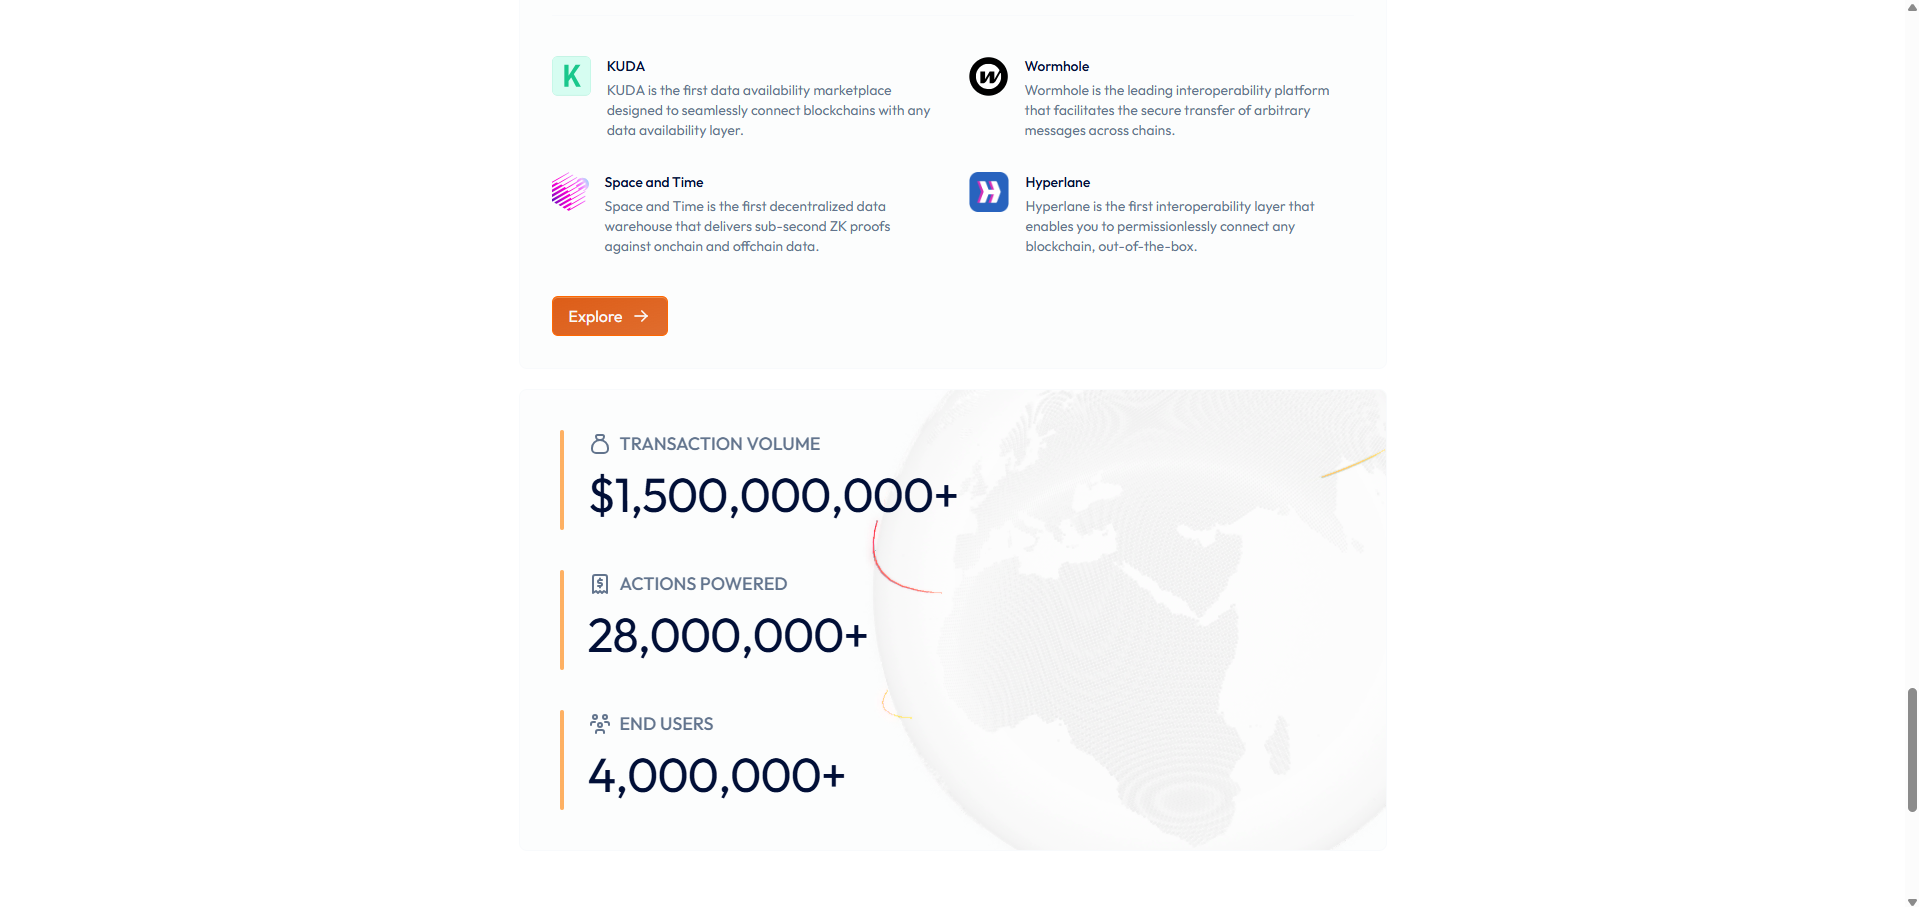 K
KUDA
KUDA is the first data availability marketplace
designed to seamlessly connect blockchains with any
data availability layer.
W
Wormhole
Wormhole is the leading interoperability platform
that facilitates the secure transfer of arbitrary
messages across chains.
Space and Time
Space and Time is the first decentralized data
warehouse that delivers sub-second ZK proofs
against onchain and offchain data.
Hyperlane
Hyperlane is the first interoperability layer that
enables you to permissionlessly connect any
blockchain, out-of-the-box.
Explore →
TRANSACTION VOLUME
$1,500,000,000+
ACTIONS POWERED
28,000,000+
END USERS
4,000,000+